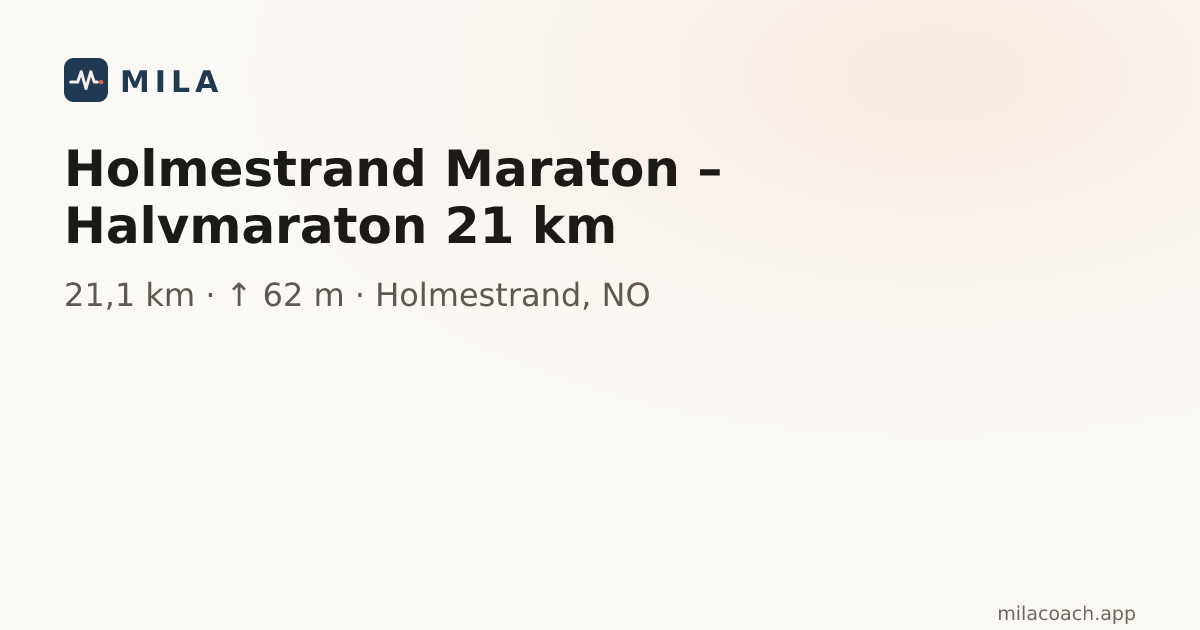 MILA
Holmestrand Maraton –
Halvmaraton 21 km
21,1 km · ↑ 62 m · Holmestrand, NO
milacoach.app